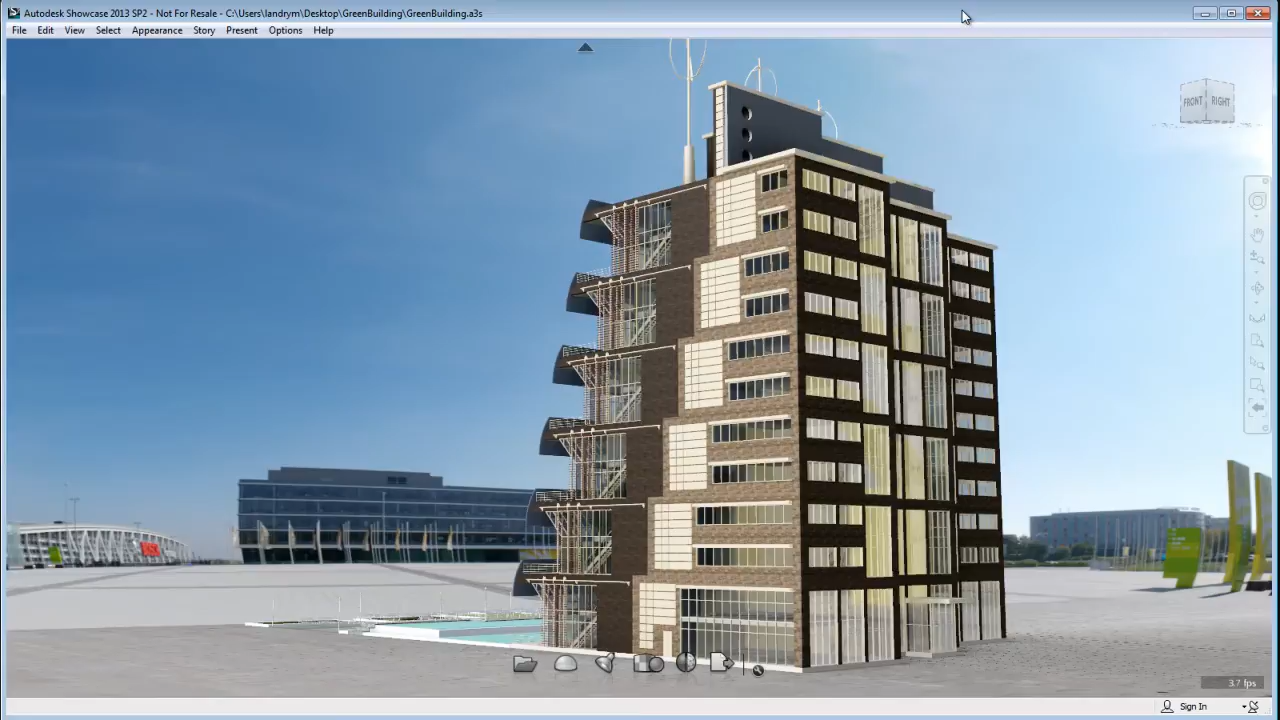 Autodesk Showcase 2013 SP2 - Not For Resale - C:\Users\landrym\Desktop\GreenBuilding\GreenBuilding.a3s
File Edit View Select Appearance Story Present Options Help
FRONT RIGHT
3.7 fps
Sign In